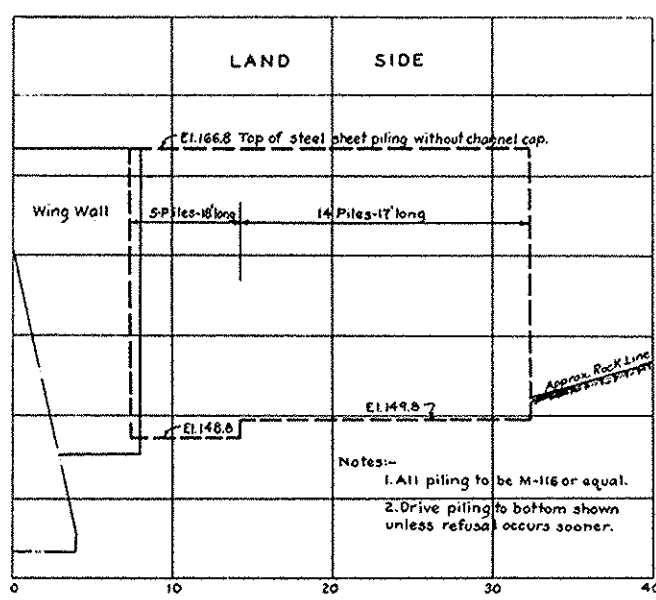 LAND SIDE
El.166.8 Top of steel sheet piling without channel cap.
Wing Wall
5-Piles-18'long
14 Piles-17'long
Approx. Rock Line
El.149.8
El.148.8
Notes:-
1. All piling to be M-116 or equal.
2. Drive piling to bottom shown
unless refusal occurs sooner.
0 10 20 30 40